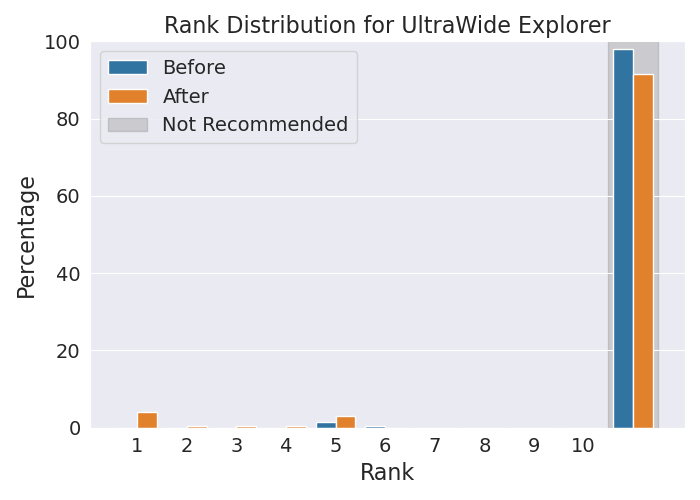 Rank Distribution for UltraWide Explorer
100
80
60
40
20
0
Percentage
Before
After
Not Recommended
1 2 3 4 5 6 7 8 9 10
Rank